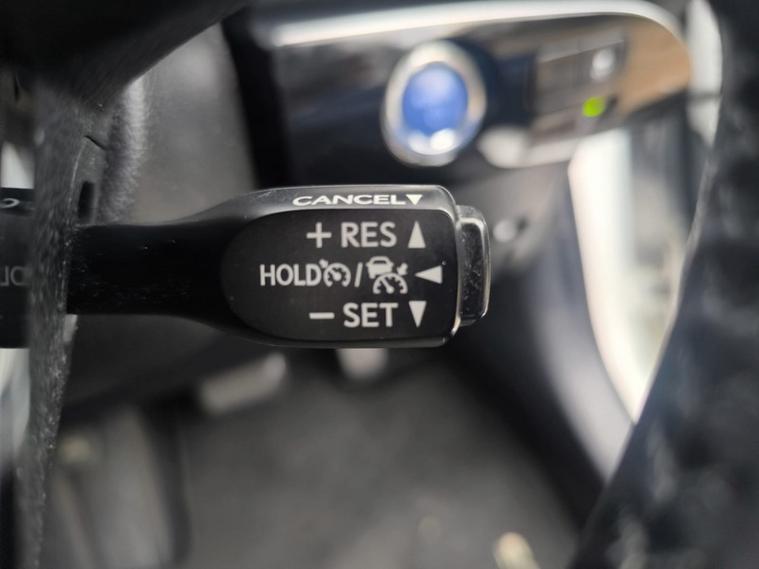 CANCEL▼
+ RES ▲
HOLD / ◀
− SET ▼